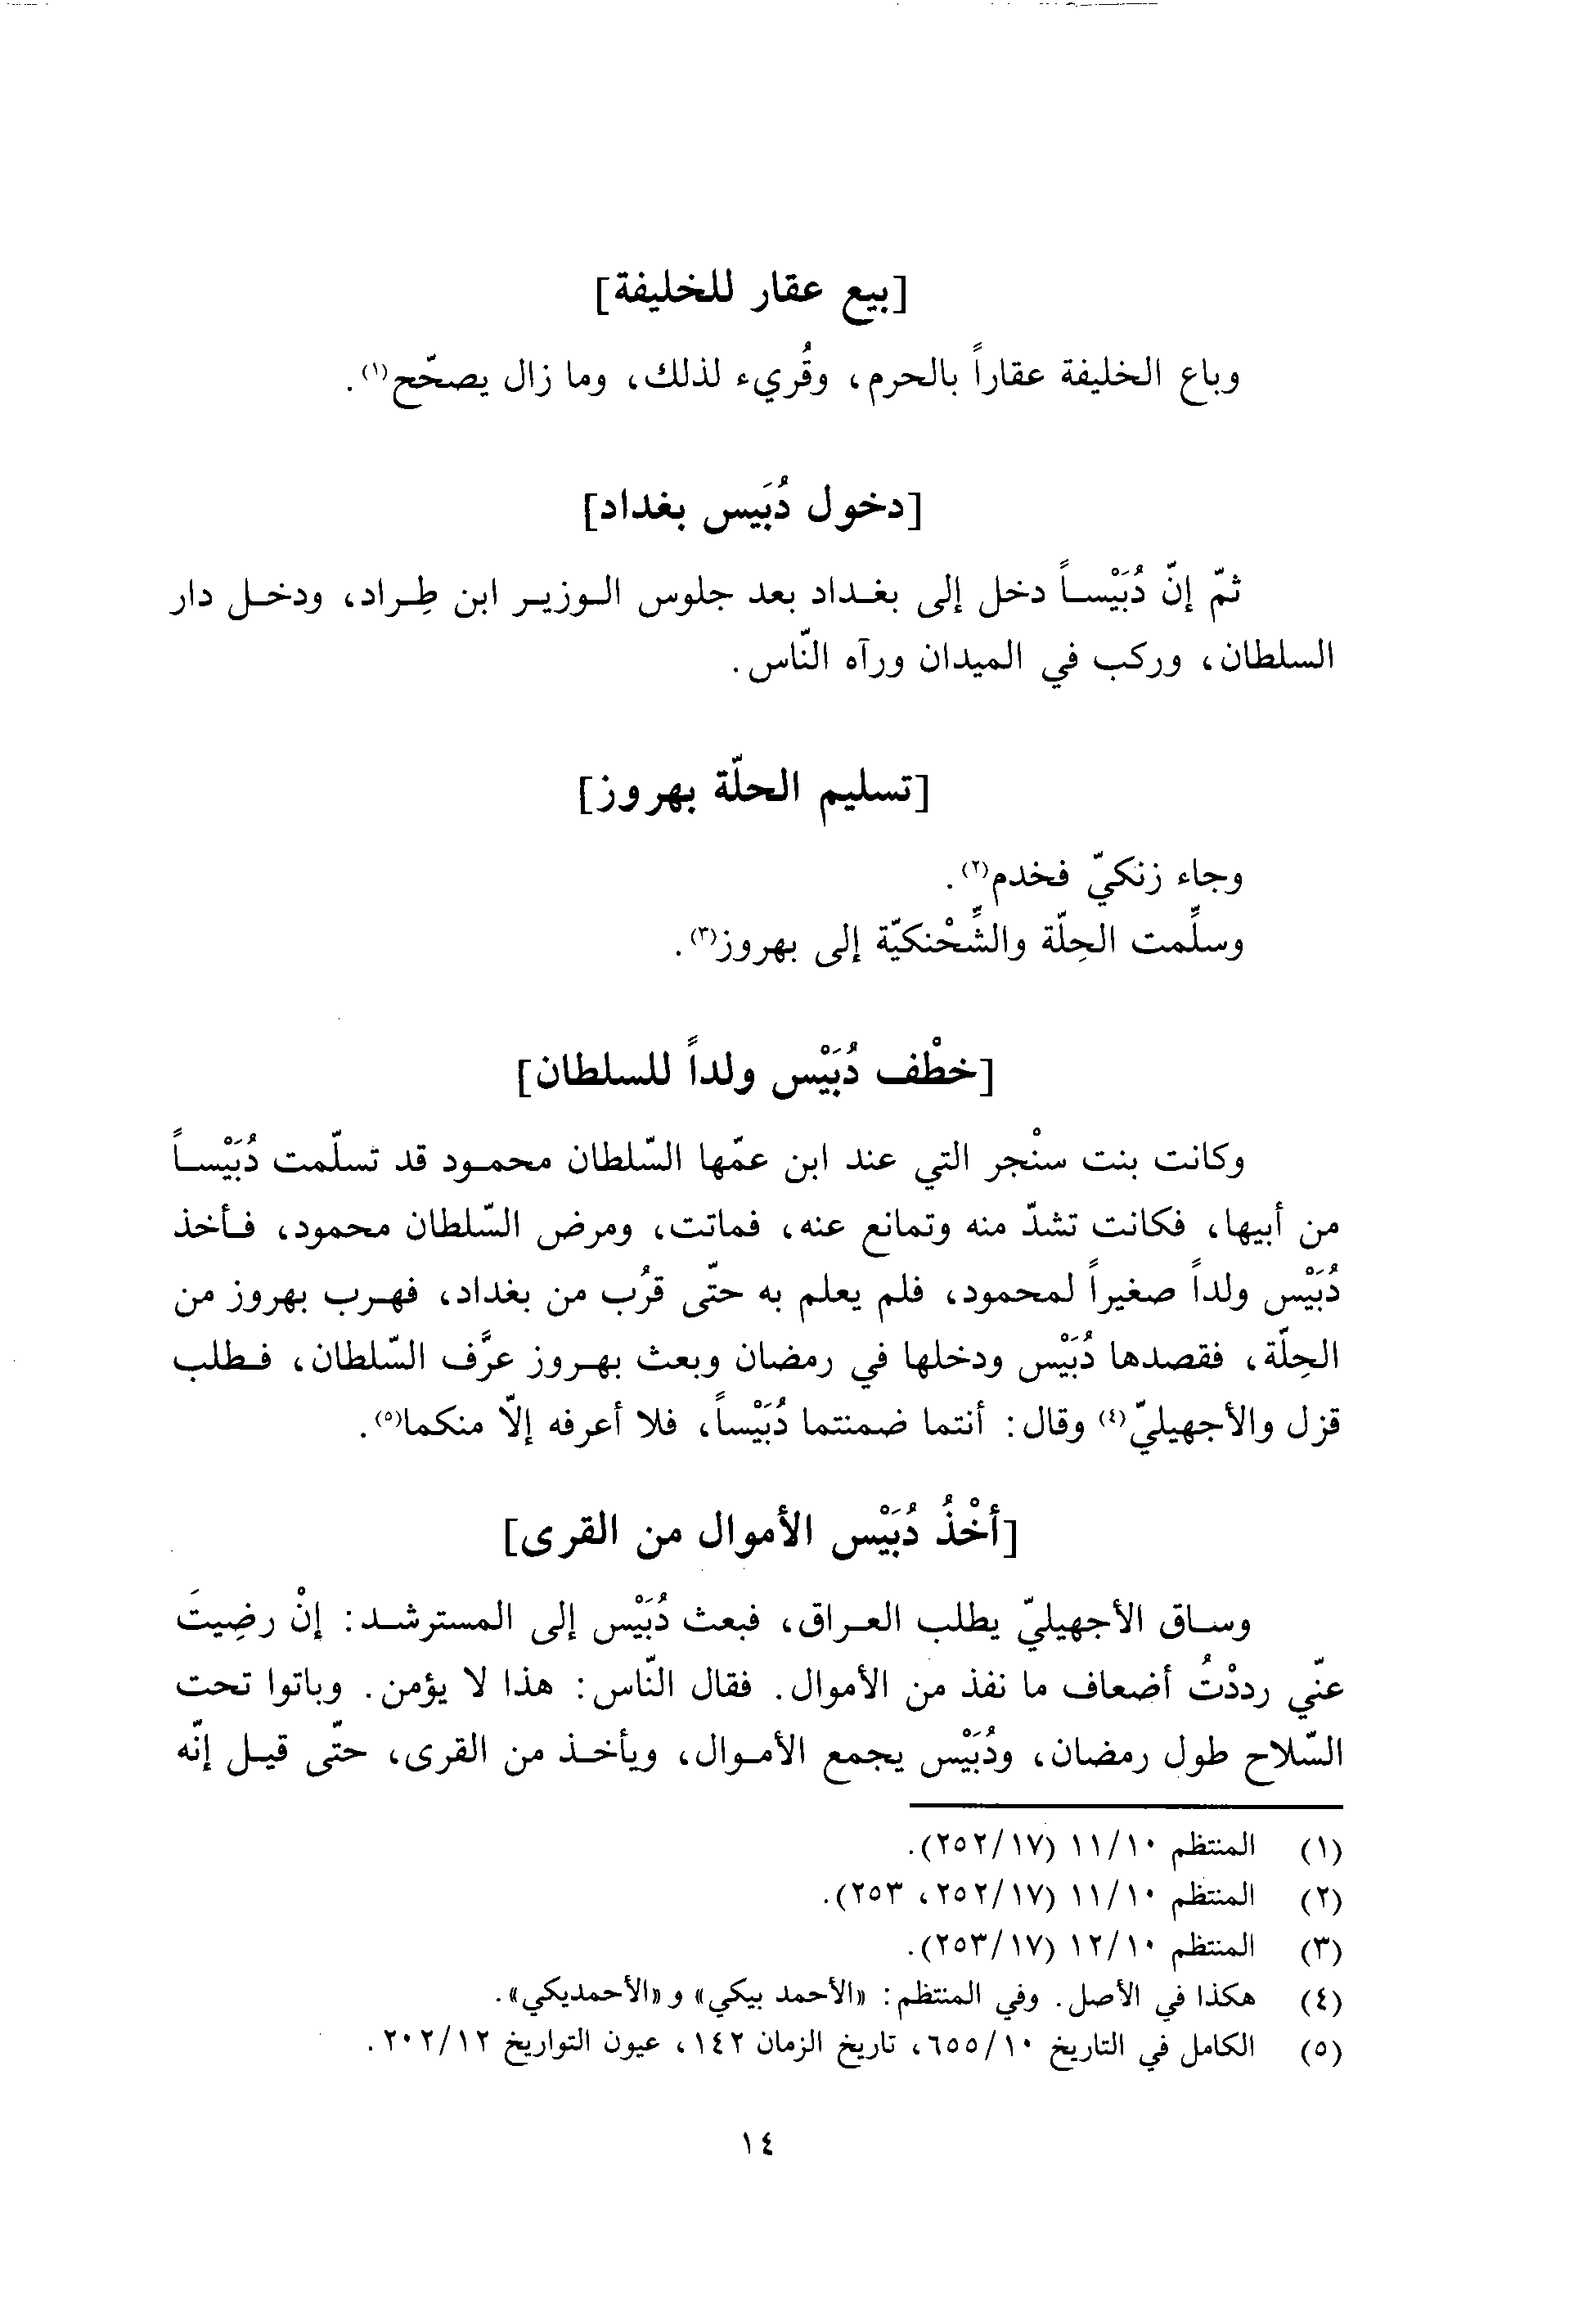 [بيع عقار للخليفة]
وباع الخليفة عقاراً بالحرم، وقُريء لذلك، وما زال يصحّح(١).
[دخول دُبَيس بغداد]
ثمّ إنّ دُبَيْساً دخل إلى بغداد بعد جلوس الوزير ابن طِراد، ودخل دار
السلطان، وركب في الميدان ورآه النّاس.
[تسليم الحلّة بهروز]
وجاء زنكيّ فخدم(٢).
وسلِّمت الحِلّة والشِّحْنكيّة إلى بهروز(٣).
[خطْف دُبَيْس ولداً للسلطان]
وكانت بنت سنْجر التي عند ابن عمّها السّلطان محمود قد تسلّمت دُبَيْساً
من أبيها، فكانت تشدّ منه وتمانع عنه، فماتت، ومرض السّلطان محمود، فأخذ
دُبَيْس ولداً صغيراً لمحمود، فلم يعلم به حتّى قرُب من بغداد، فهرب بهروز من
الحِلّة، فقصدها دُبَيْس ودخلها في رمضان وبعث بهروز عرَّف السّلطان، فطلب
قزل والأجهيليّ(٤) وقال: أنتما ضمنتما دُبَيْساً، فلا أعرفه إلّا منكما(٥).
[أخْذُ دُبَيْس الأموال من القرى]
وساق الأجهيليّ يطلب العراق، فبعث دُبَيْس إلى المسترشد: إنْ رضِيتَ
عنّي رددْتُ أضعاف ما نفذ من الأموال. فقال النّاس: هذا لا يؤمن. وباتوا تحت
السّلاح طول رمضان، ودُبَيْس يجمع الأموال، ويأخذ من القرى، حتّى قيل إنّه
(١) المنتظم ١١/١٠ (٢٥٢/١٧).
(٢) المنتظم ١١/١٠ (٢٥٢/١٧، ٢٥٣).
(٣) المنتظم ١٢/١٠ (٢٥٣/١٧).
(٤) هكذا في الأصل. وفي المنتظم: «الأحمد بيكي» و«الأحمديكي».
(٥) الكامل في التاريخ ٦٥٥/١٠، تاريخ الزمان ١٤٢، عيون التواريخ ٢٠٢/١٢.
١٤